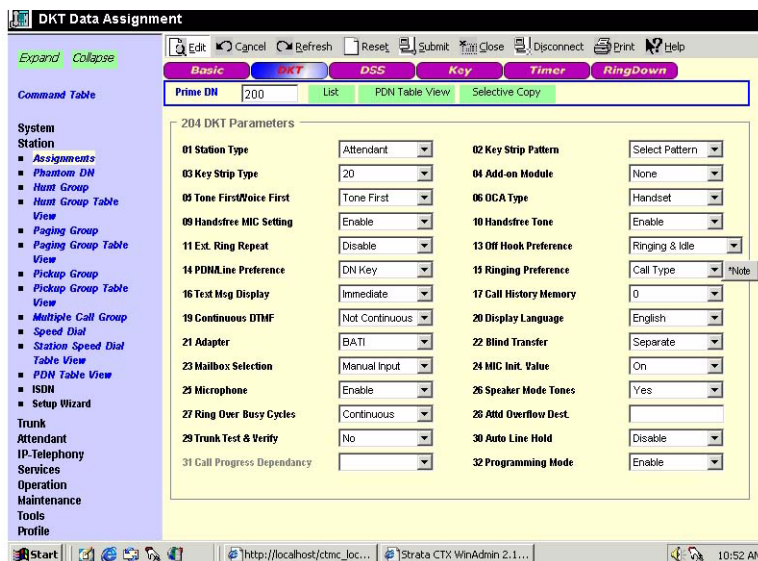 DKT Data Assignment
Expand Collapse
Command Table
System
Station
Assignments
Phantom DN
Hunt Group
Hunt Group Table
View
Paging Group
Paging Group Table
View
Pickup Group
Pickup Group Table
View
Multiple Call Group
Speed Dial
Station Speed Dial
Table View
PDN Table View
ISDN
Setup Wizard
Trunk
Attendant
IP-Telephony
Services
Operation
Maintenance
Tools
Profile
Edit Cancel Refresh Reset Submit Close Disconnect Print Help
Basic DKT DSS Key Timer RingDown
Prime DN 200 List PDN Table View Selective Copy
204 DKT Parameters
01 Station Type Attendant 02 Key Strip Pattern Select Pattern
03 Key Strip Type 20 04 Add-on Module None
05 Tone First/Voice First Tone First 06 OCA Type Handset
09 Handsfree MIC Setting Enable 10 Handsfree Tone Enable
11 Ext. Ring Repeat Disable 13 Off Hook Preference Ringing & Idle
14 PDN/Line Preference DN Key 15 Ringing Preference Call Type *Note
16 Text Msg Display Immediate 17 Call History Memory 0
19 Continuous DTMF Not Continuous 20 Display Language English
21 Adapter BATI 22 Blind Transfer Separate
23 Mailbox Selection Manual Input 24 MIC Init. Value On
25 Microphone Enable 26 Speaker Mode Tones Yes
27 Ring Over Busy Cycles Continuous 28 Attd Overflow Dest.
29 Trunk Test & Verify No 30 Auto Line Hold Disable
31 Call Progress Dependancy 32 Programming Mode Enable
Start http://localhost/ctmc_loc... Strata CTX WinAdmin 2.1... 10:52 AM